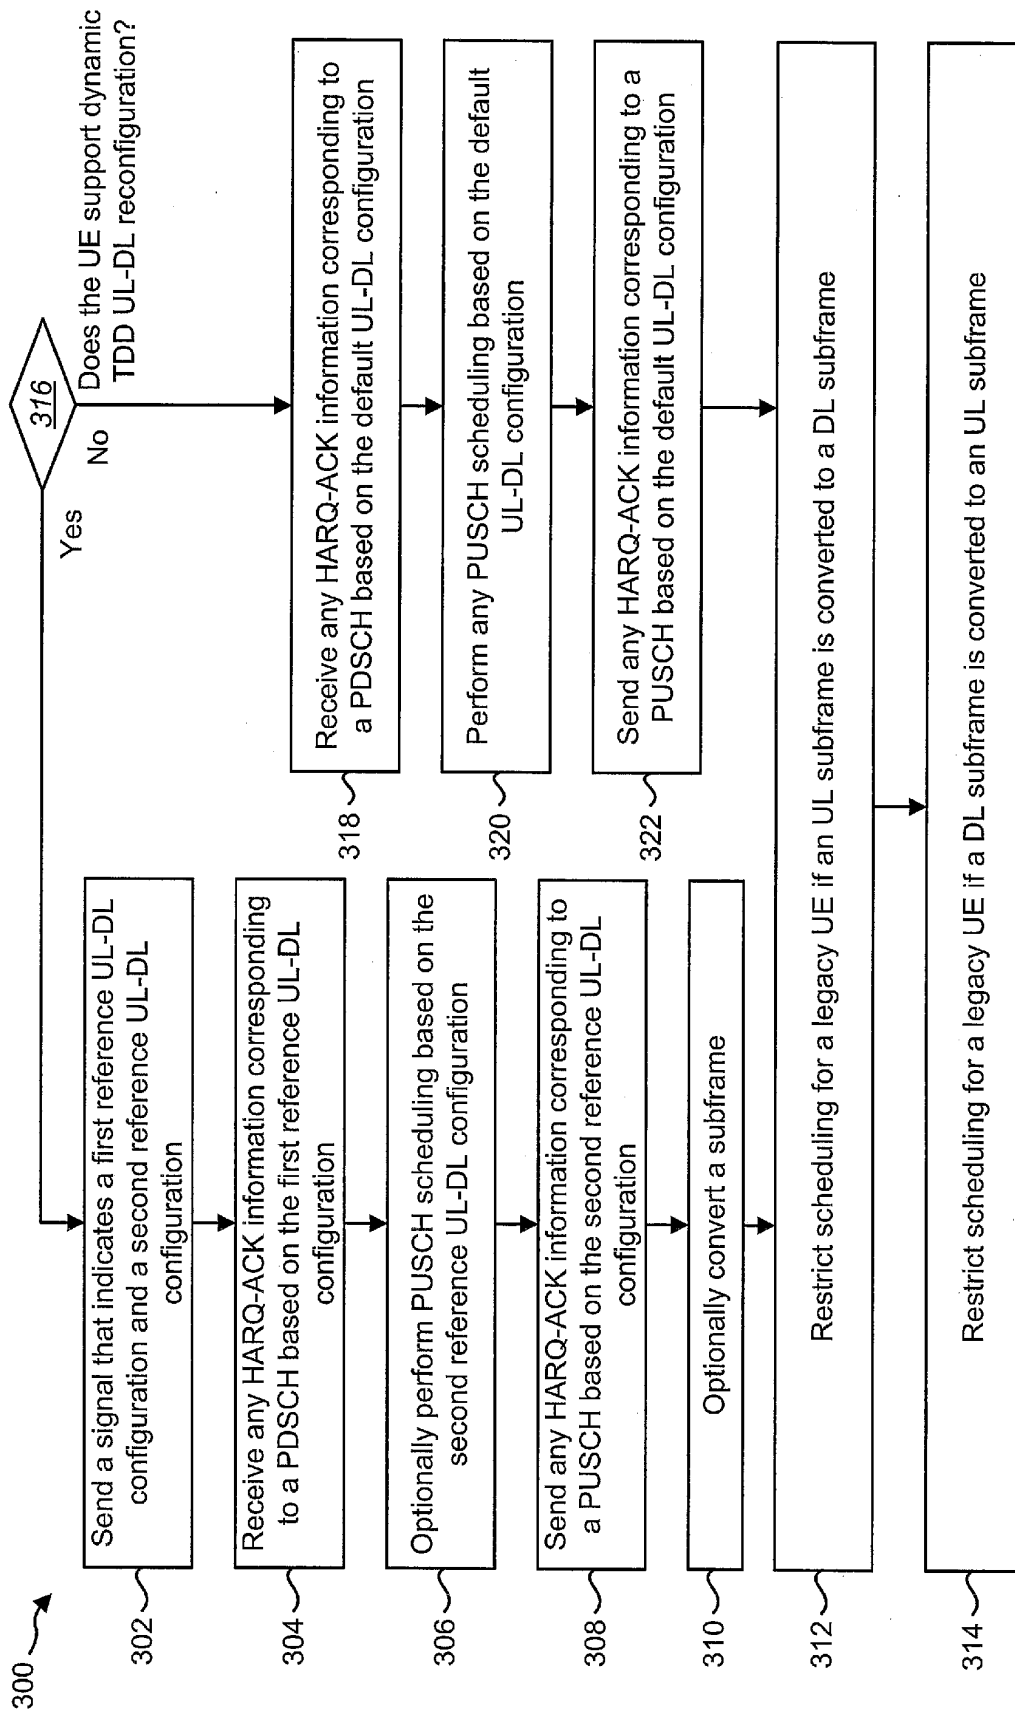 300
316
Does the UE support dynamic
TDD UL-DL reconfiguration?
Yes
No
302
Send a signal that indicates a first reference UL-DL
configuration and a second reference UL-DL
configuration
304
Receive any HARQ-ACK information corresponding
to a PDSCH based on the first reference UL-DL
configuration
306
Optionally perform PUSCH scheduling based on the
second reference UL-DL configuration
308
Send any HARQ-ACK information corresponding to
a PUSCH based on the second reference UL-DL
configuration
310
Optionally convert a subframe
318
Receive any HARQ-ACK information corresponding to
a PDSCH based on the default UL-DL configuration
320
Perform any PUSCH scheduling based on the default
UL-DL configuration
322
Send any HARQ-ACK information corresponding to a
PUSCH based on the default UL-DL configuration
312
Restrict scheduling for a legacy UE if an UL subframe is converted to a DL subframe
314
Restrict scheduling for a legacy UE if a DL subframe is converted to an UL subframe